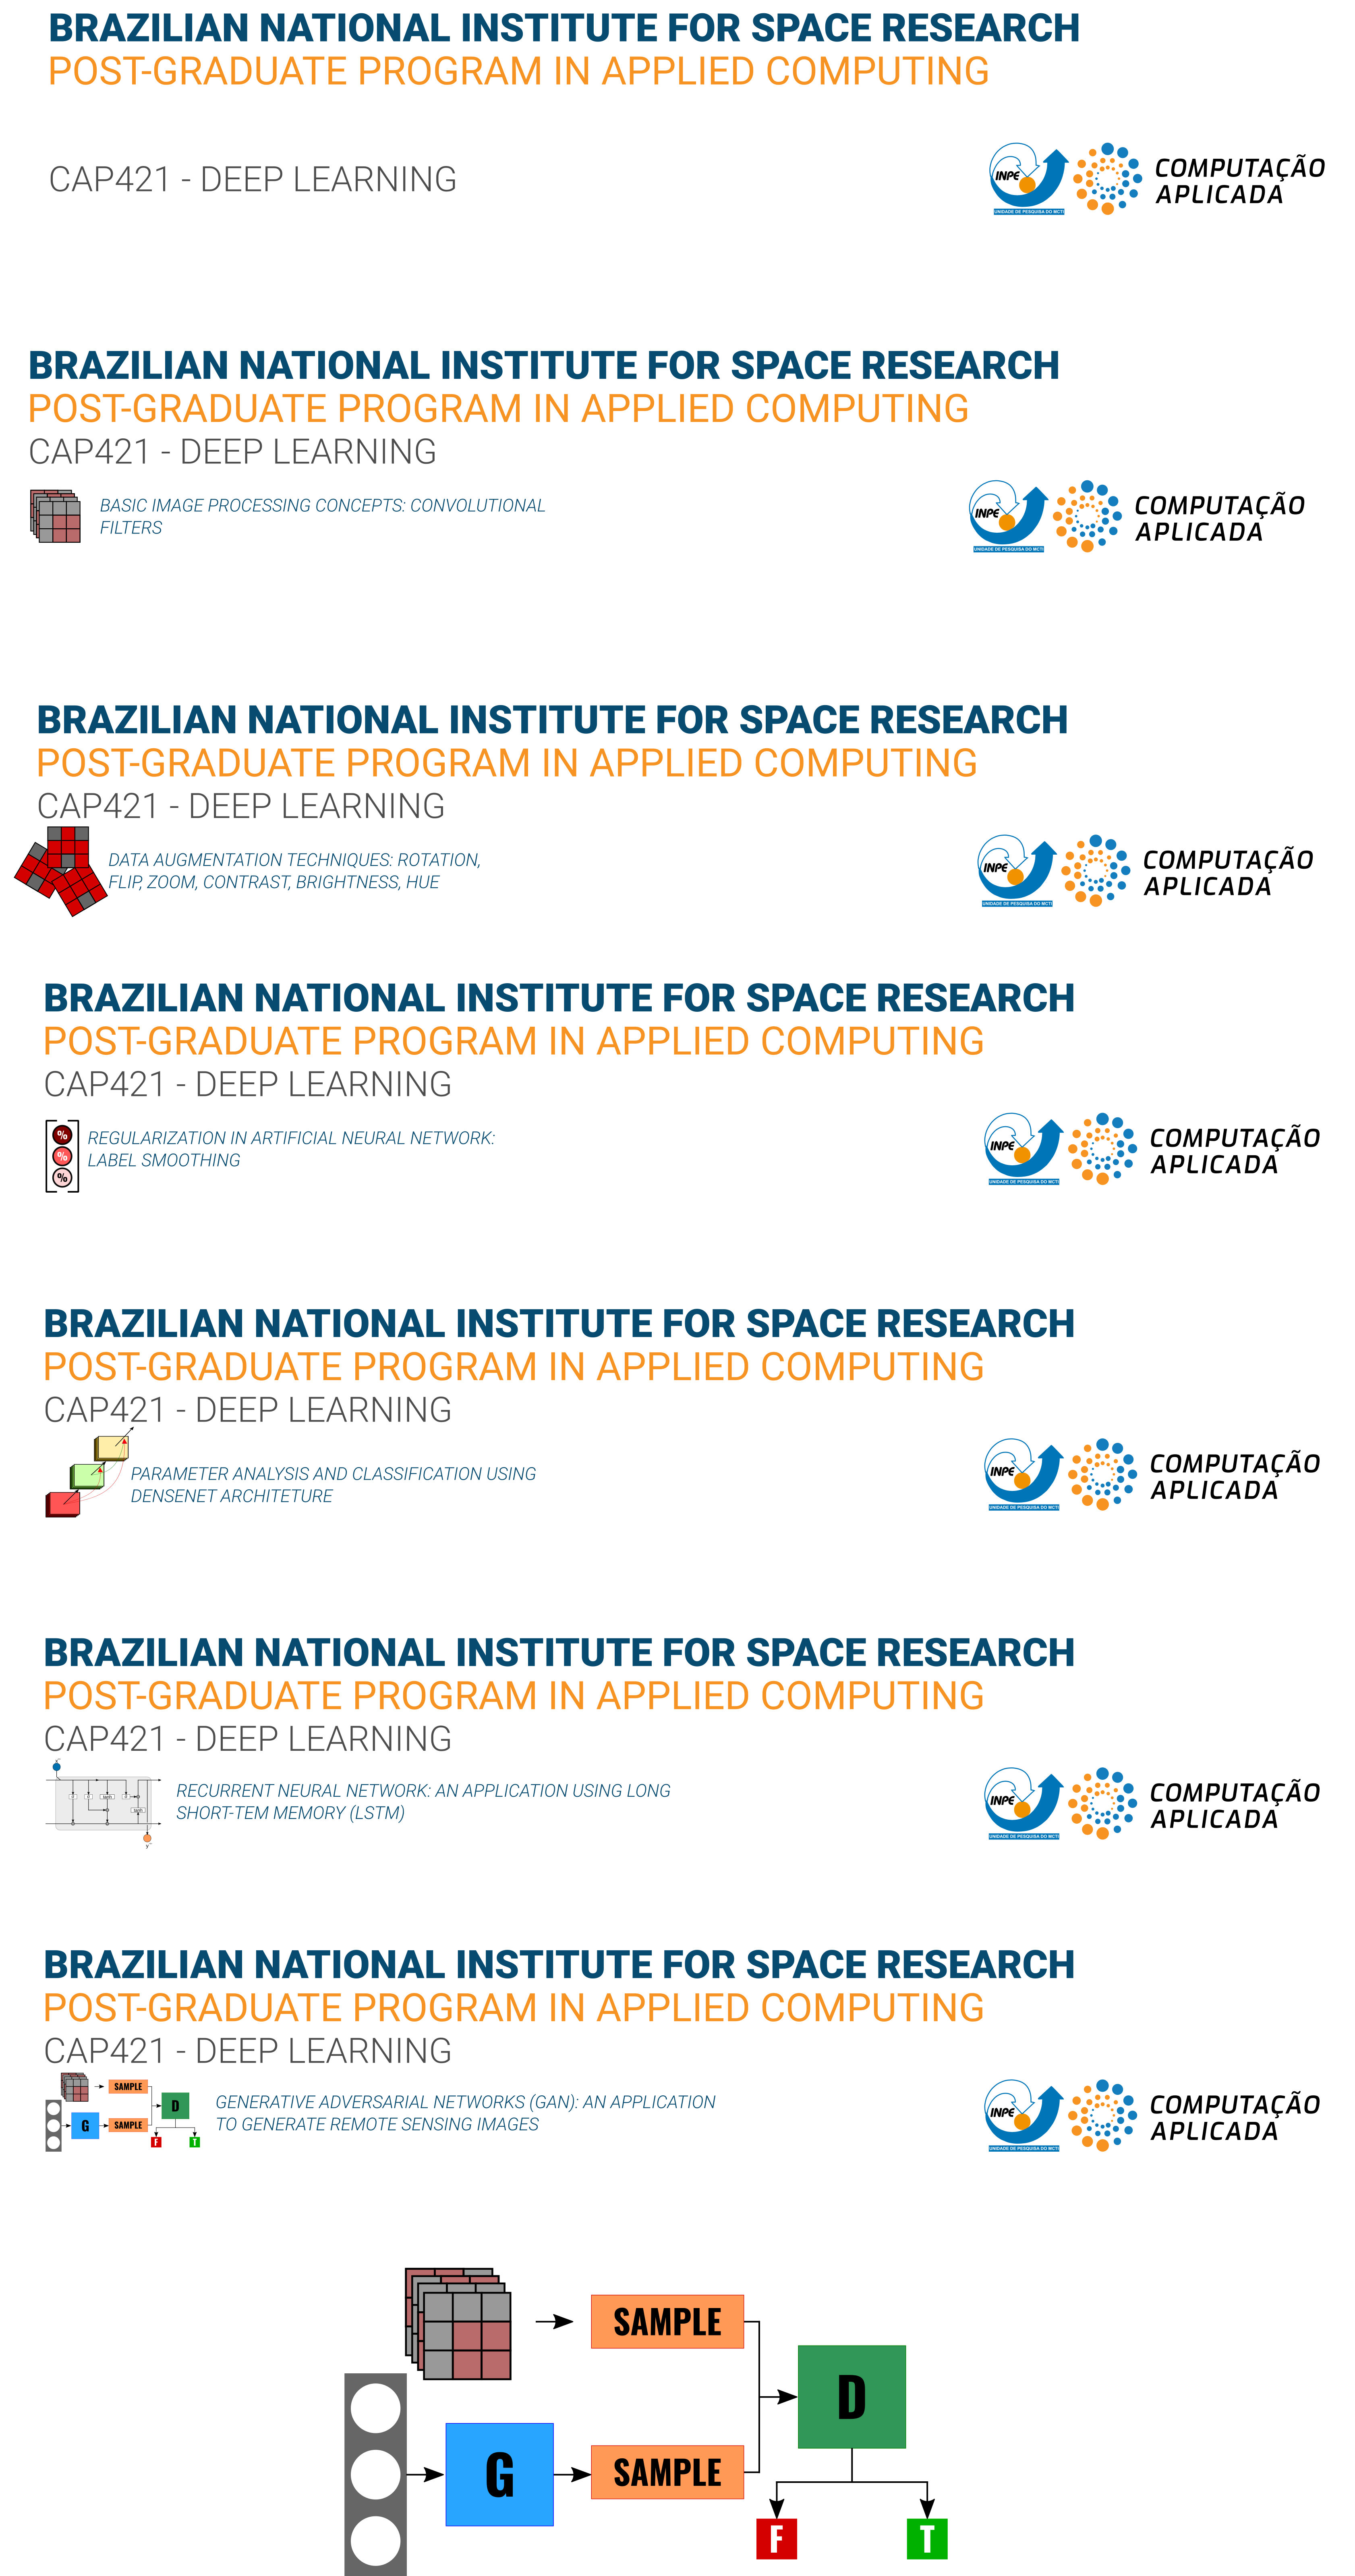 BRAZILIAN NATIONAL INSTITUTE FOR SPACE RESEARCH
POST-GRADUATE PROGRAM IN APPLIED COMPUTING
CAP421 - DEEP LEARNING
INPE
UNIDADE DE PESQUISA DO MCTI
COMPUTAÇÃO
APLICADA
BRAZILIAN NATIONAL INSTITUTE FOR SPACE RESEARCH
POST-GRADUATE PROGRAM IN APPLIED COMPUTING
CAP421 - DEEP LEARNING
BASIC IMAGE PROCESSING CONCEPTS: CONVOLUTIONAL
FILTERS
INPE
UNIDADE DE PESQUISA DO MCTI
COMPUTAÇÃO
APLICADA
BRAZILIAN NATIONAL INSTITUTE FOR SPACE RESEARCH
POST-GRADUATE PROGRAM IN APPLIED COMPUTING
CAP421 - DEEP LEARNING
DATA AUGMENTATION TECHNIQUES: ROTATION,
FLIP, ZOOM, CONTRAST, BRIGHTNESS, HUE
INPE
UNIDADE DE PESQUISA DO MCTI
COMPUTAÇÃO
APLICADA
BRAZILIAN NATIONAL INSTITUTE FOR SPACE RESEARCH
POST-GRADUATE PROGRAM IN APPLIED COMPUTING
CAP421 - DEEP LEARNING
%
%
%
REGULARIZATION IN ARTIFICIAL NEURAL NETWORK:
LABEL SMOOTHING
INPE
UNIDADE DE PESQUISA DO MCTI
COMPUTAÇÃO
APLICADA
BRAZILIAN NATIONAL INSTITUTE FOR SPACE RESEARCH
POST-GRADUATE PROGRAM IN APPLIED COMPUTING
CAP421 - DEEP LEARNING
PARAMETER ANALYSIS AND CLASSIFICATION USING
DENSENET ARCHITETURE
INPE
UNIDADE DE PESQUISA DO MCTI
COMPUTAÇÃO
APLICADA
BRAZILIAN NATIONAL INSTITUTE FOR SPACE RESEARCH
POST-GRADUATE PROGRAM IN APPLIED COMPUTING
CAP421 - DEEP LEARNING
tanh
tanh
RECURRENT NEURAL NETWORK: AN APPLICATION USING LONG
SHORT-TEM MEMORY (LSTM)
INPE
UNIDADE DE PESQUISA DO MCTI
COMPUTAÇÃO
APLICADA
BRAZILIAN NATIONAL INSTITUTE FOR SPACE RESEARCH
POST-GRADUATE PROGRAM IN APPLIED COMPUTING
CAP421 - DEEP LEARNING
SAMPLE
D
G
SAMPLE
F
T
GENERATIVE ADVERSARIAL NETWORKS (GAN): AN APPLICATION
TO GENERATE REMOTE SENSING IMAGES
INPE
UNIDADE DE PESQUISA DO MCTI
COMPUTAÇÃO
APLICADA
SAMPLE
D
G
SAMPLE
F
T